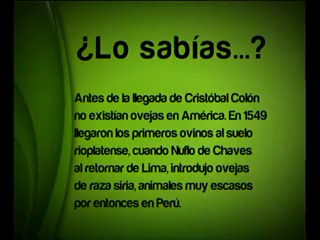 ¿Lo sabías...?
Antes de la llegada de Cristóbal Colón
no existían ovejas en América. En 1549
llegaron los primeros ovinos al suelo
rioplatense, cuando Nuflo de Chaves
al retornar de Lima, introdujo ovejas
de raza siria, animales muy escasos
por entonces en Perú.